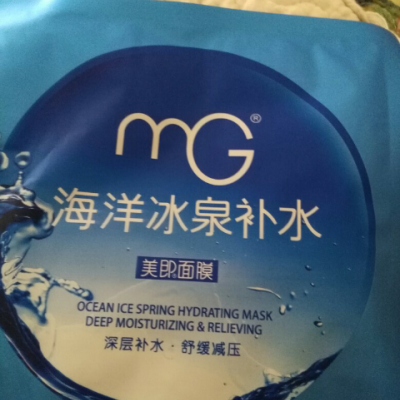 mG®
海洋冰泉补水
美即面膜
OCEAN ICE SPRING HYDRATING MASK
DEEP MOISTURIZING & RELIEVING
深层补水·舒缓减压